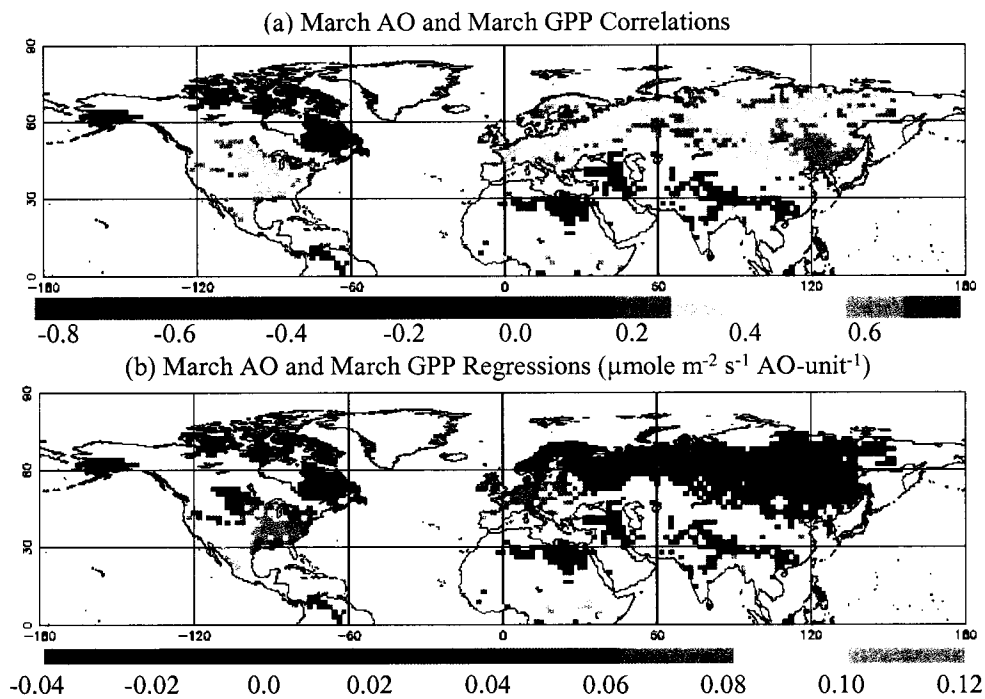 (a) March AO and March GPP Correlations
90
60
30
0
-180 -120 -60 0 60 120 180
-0.8 -0.6 -0.4 -0.2 0.0 0.2 0.4 0.6
(b) March AO and March GPP Regressions (μmole m⁻² s⁻¹ AO-unit⁻¹)
90
60
30
0
-180 -120 -60 0 60 120 180
-0.04 -0.02 0.0 0.02 0.04 0.06 0.08 0.10 0.12